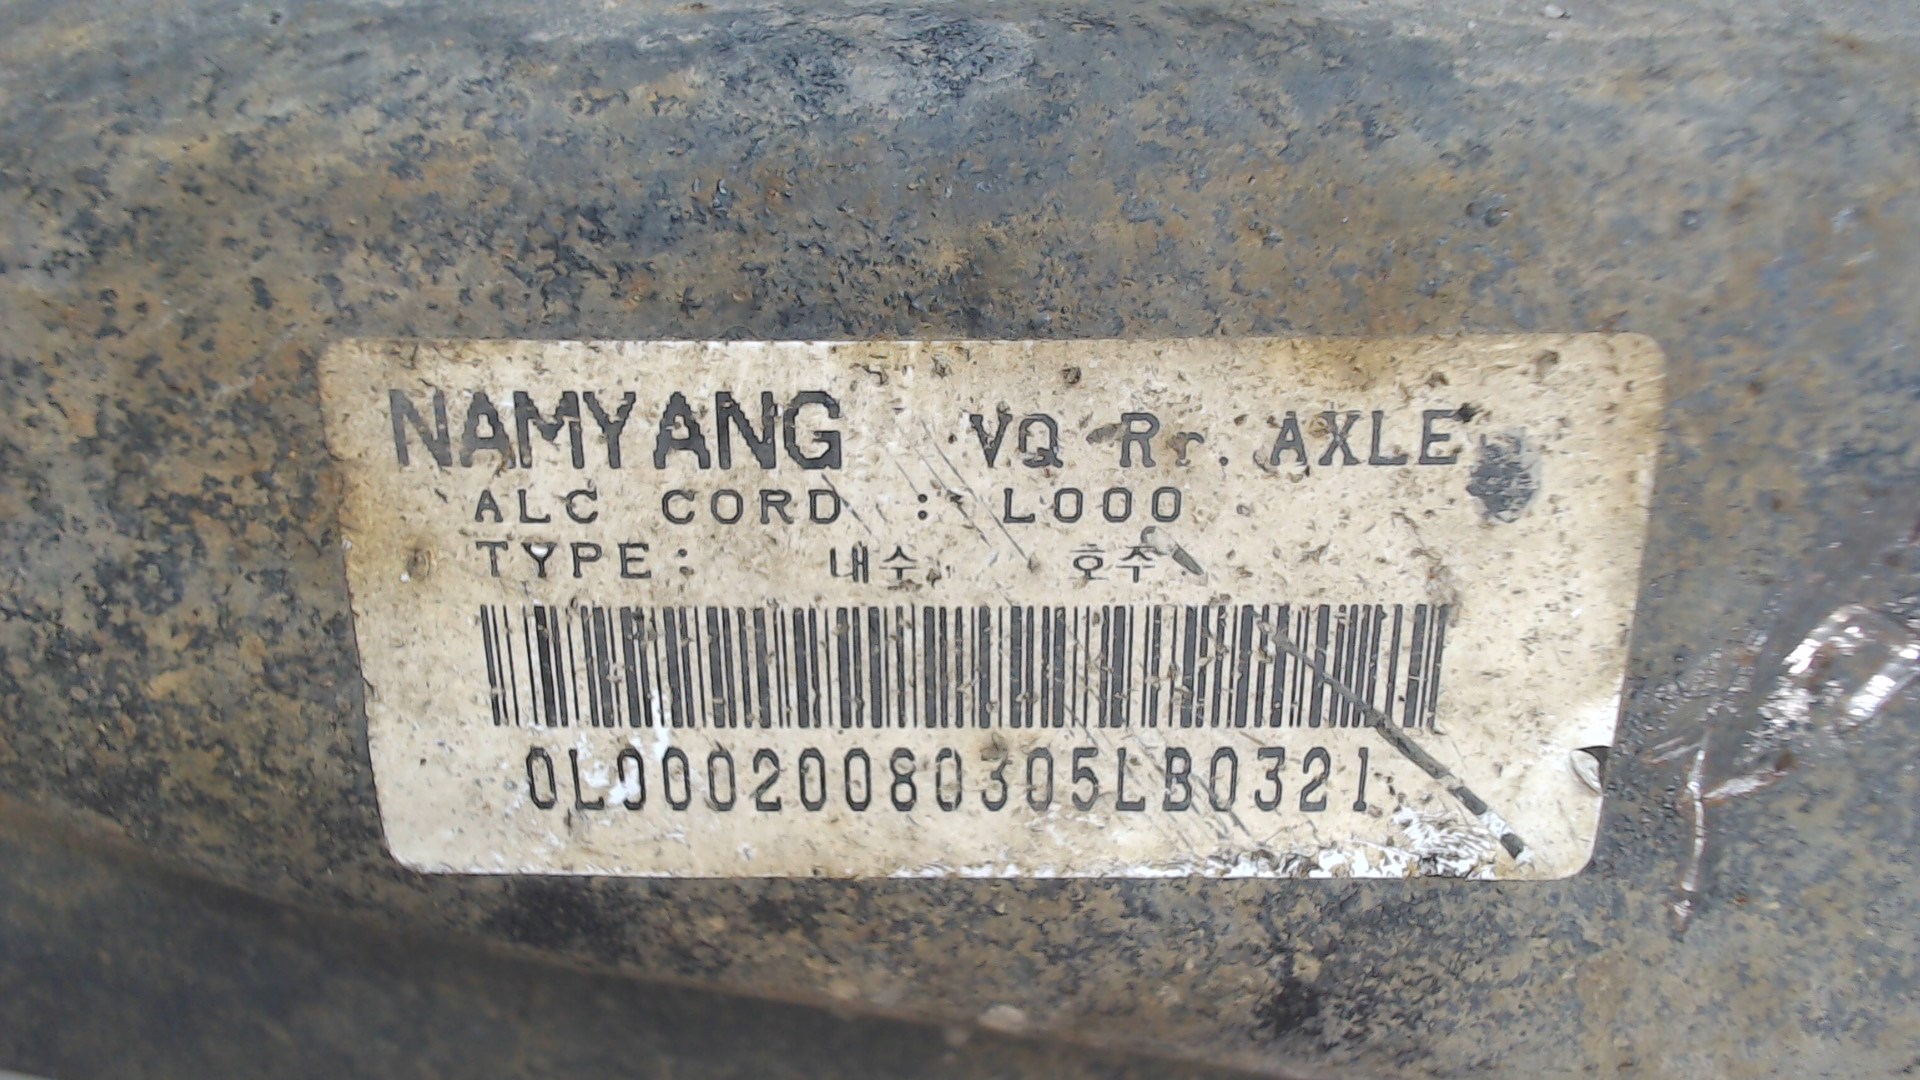 NAMYANG VQ Rr. AXLE
ALC CORD : L000
TYPE: 내수, 호주
0L00020080305LB0321